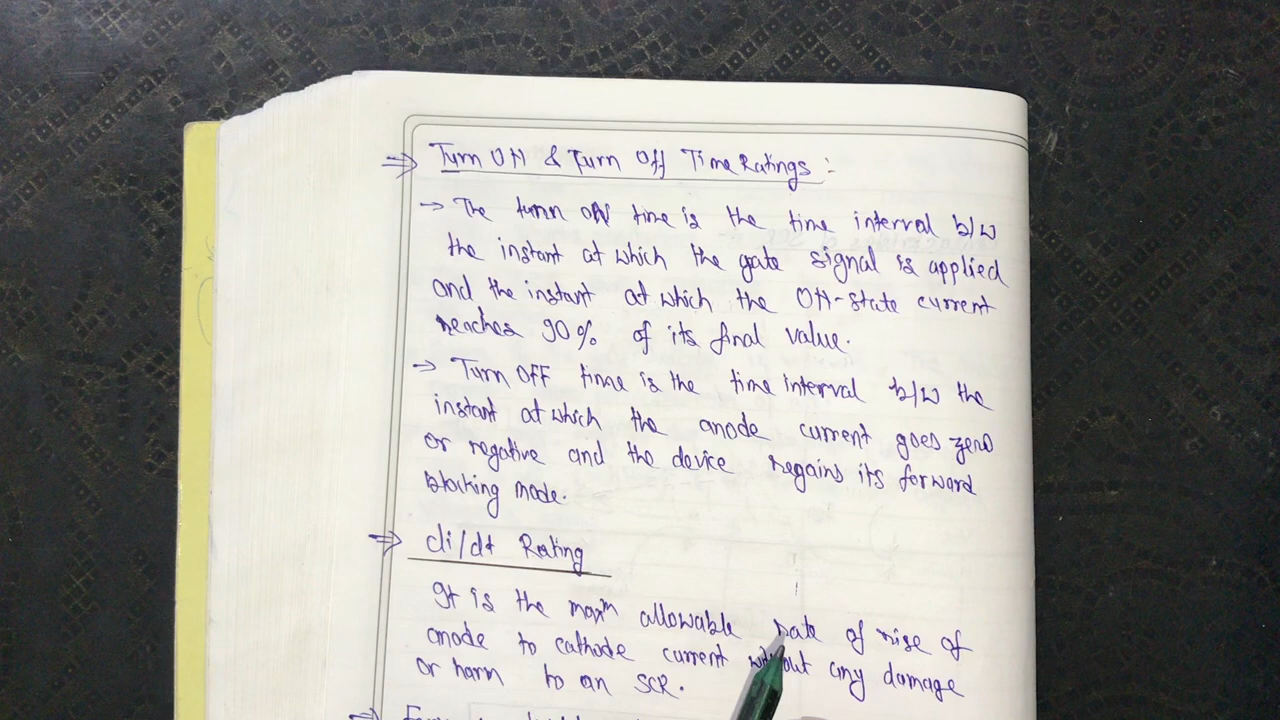 ⇒ Turn ON & Turn Off Time Ratings :-
→ The turn ON time is the time interval b/w
the instant at which the gate signal is applied
and the instant at which the ON-state current
reaches 90% of its final value.
→ Turn OFF time is the time interval b/w the
instant at which the anode current goes zero
or negative and the device regains its forward
blocking mode.
⇒ di/dt Rating
It is the maxm allowable rate of rise of
anode to cathode current without any damage
or harm to an SCR.
⇒